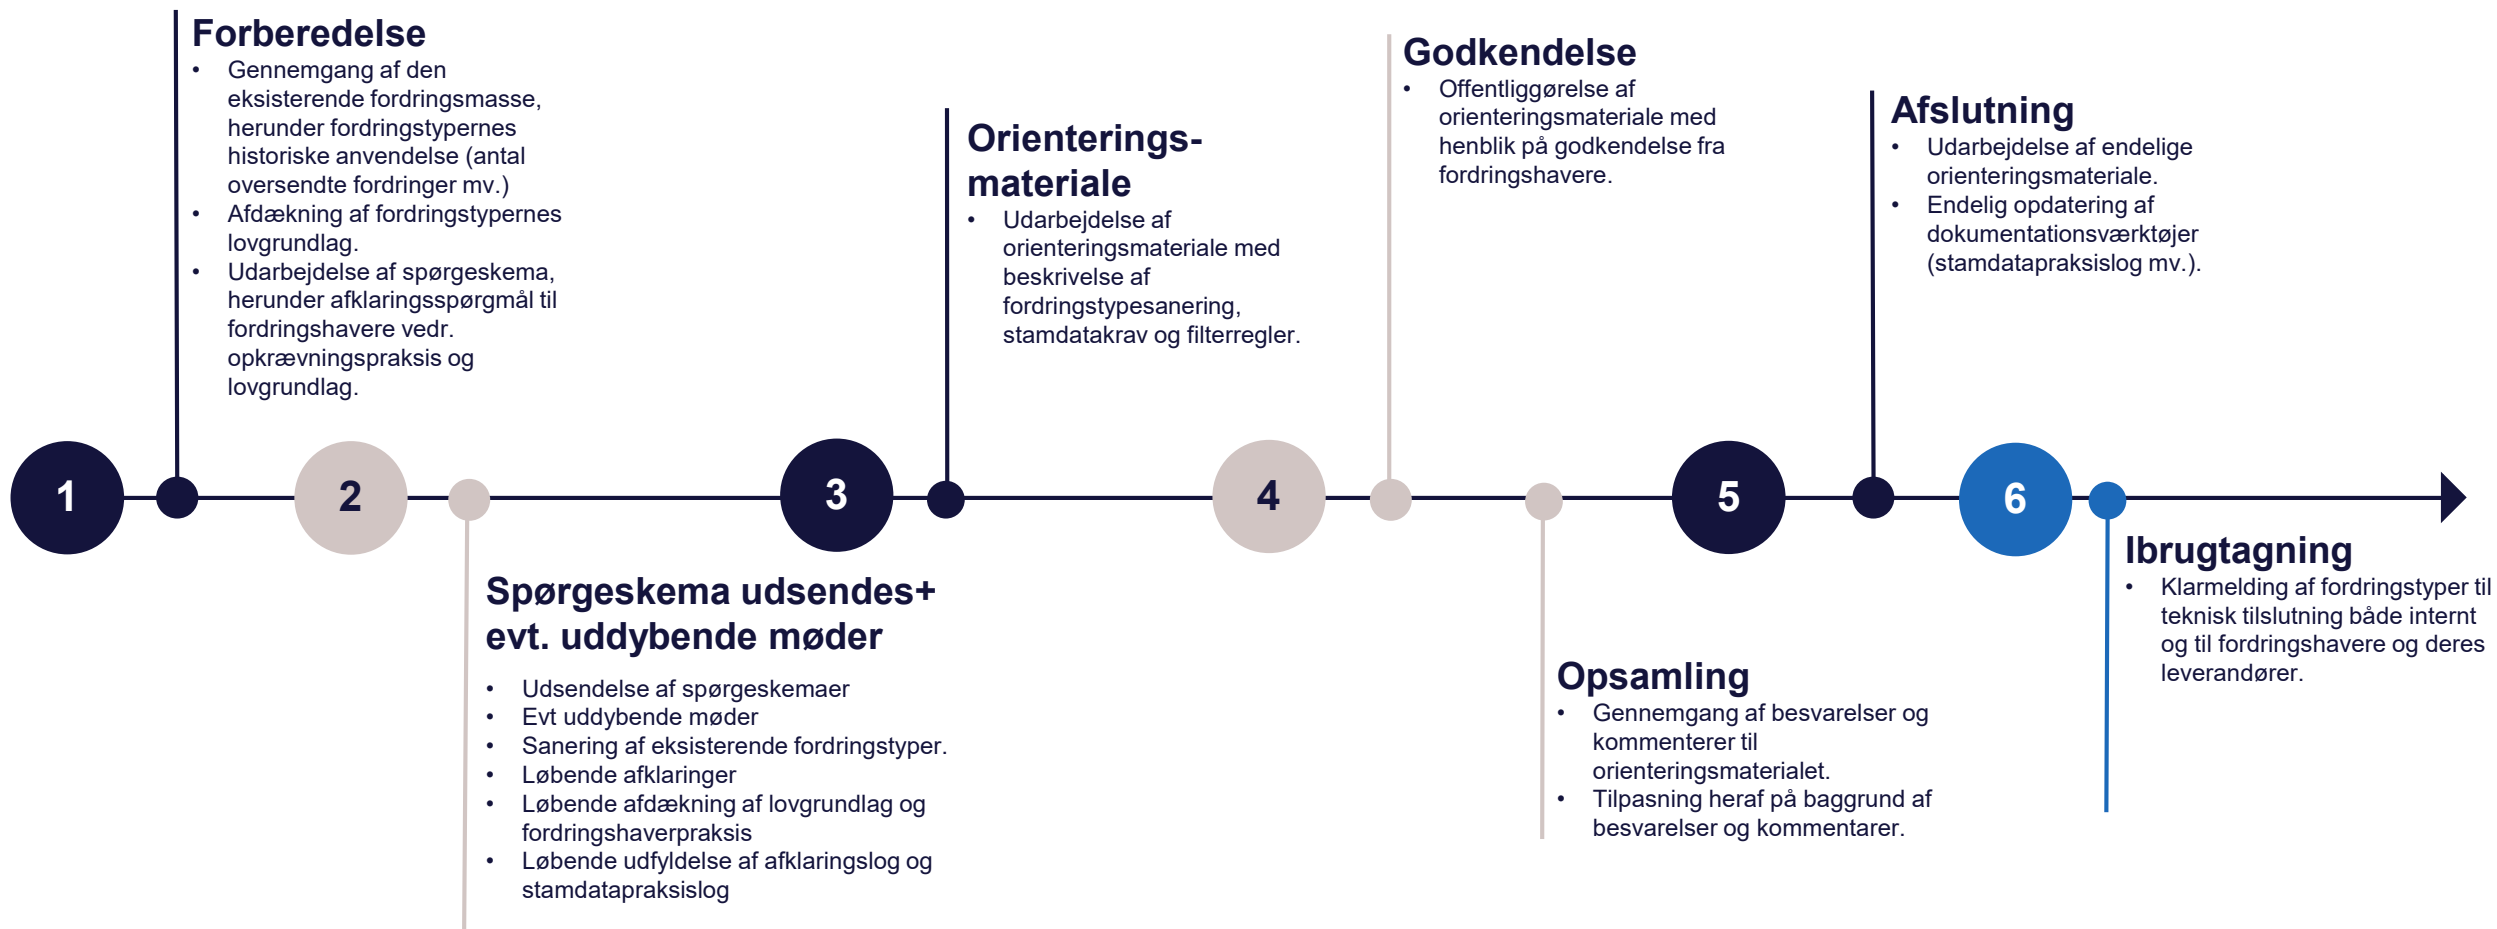 Forberedelse
• Gennemgang af den
eksisterende fordringsmasse,
herunder fordringstypernes
historiske anvendelse (antal
oversendte fordringer mv.)
• Afdækning af fordringstypernes
lovgrundlag.
• Udarbejdelse af spørgeskema,
herunder afklaringsspørgmål til
fordringshavere vedr.
opkrævningspraksis og
lovgrundlag.
Orienterings-
materiale
• Udarbejdelse af
orienteringsmateriale med
beskrivelse af
fordringstypesanering,
stamdatakrav og filterregler.
Godkendelse
• Offentliggørelse af
orienteringsmateriale med
henblik på godkendelse fra
fordringshavere.
Afslutning
• Udarbejdelse af endelige
orienteringsmateriale.
• Endelig opdatering af
dokumentationsværktøjer
(stamdatapraksislog mv.).
1
2
3
4
5
6
Spørgeskema udsendes+
evt. uddybende møder
• Udsendelse af spørgeskemaer
• Evt uddybende møder
• Sanering af eksisterende fordringstyper.
• Løbende afklaringer
• Løbende afdækning af lovgrundlag og
fordringshaverpraksis
• Løbende udfyldelse af afklaringslog og
stamdatapraksislog
Opsamling
• Gennemgang af besvarelser og
kommenterer til
orienteringsmaterialet.
• Tilpasning heraf på baggrund af
besvarelser og kommentarer.
Ibrugtagning
• Klarmelding af fordringstyper til
teknisk tilslutning både internt
og til fordringshavere og deres
leverandører.